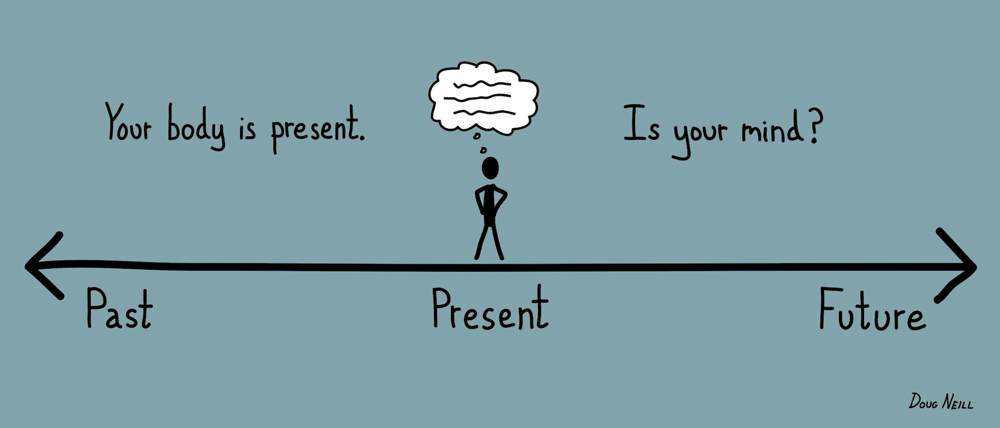 Your body is present.
Is your mind?
Past
Present
Future
Doug Neill